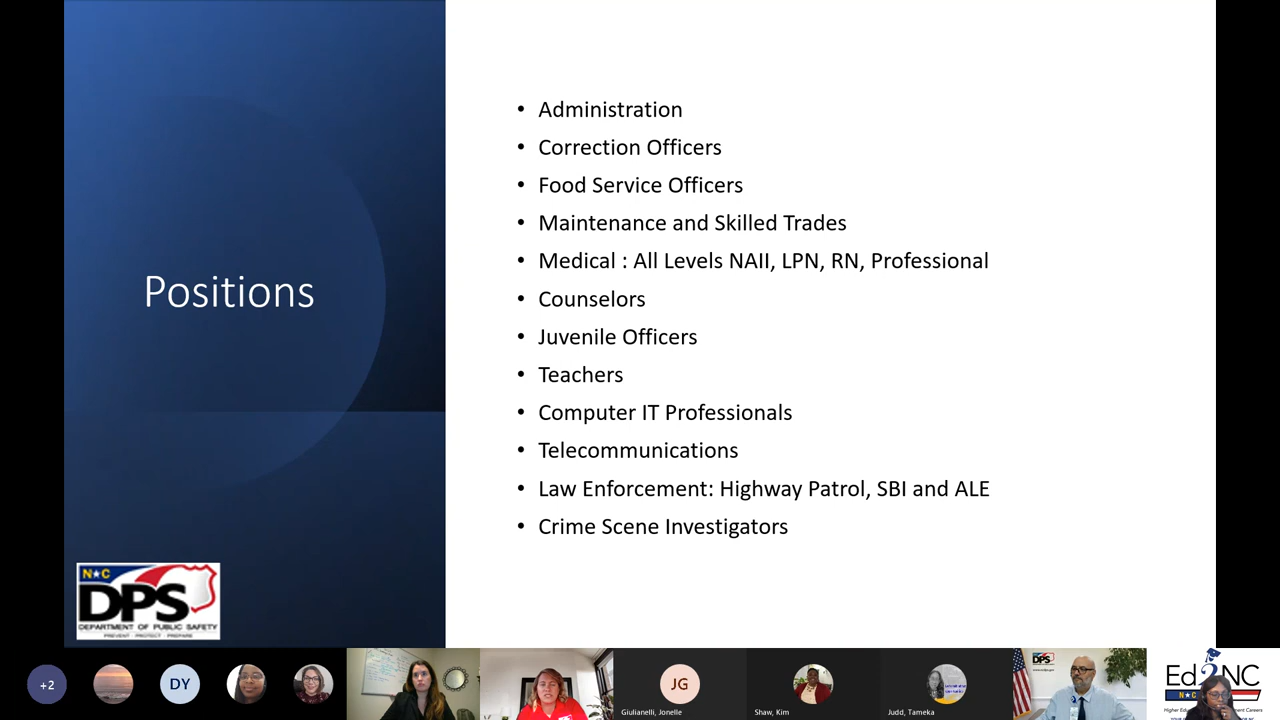 Positions
• Administration
• Correction Officers
• Food Service Officers
• Maintenance and Skilled Trades
• Medical : All Levels NAII, LPN, RN, Professional
• Counselors
• Juvenile Officers
• Teachers
• Computer IT Professionals
• Telecommunications
• Law Enforcement: Highway Patrol, SBI and ALE
• Crime Scene Investigators
N★C
DPS
DEPARTMENT OF PUBLIC SAFETY
PREVENT PROTECT PREPARE
+2
DY
JG
Giulianelli, Jonelle
Shaw, Kim
Judd, Tameka
DPS
Ed2NC